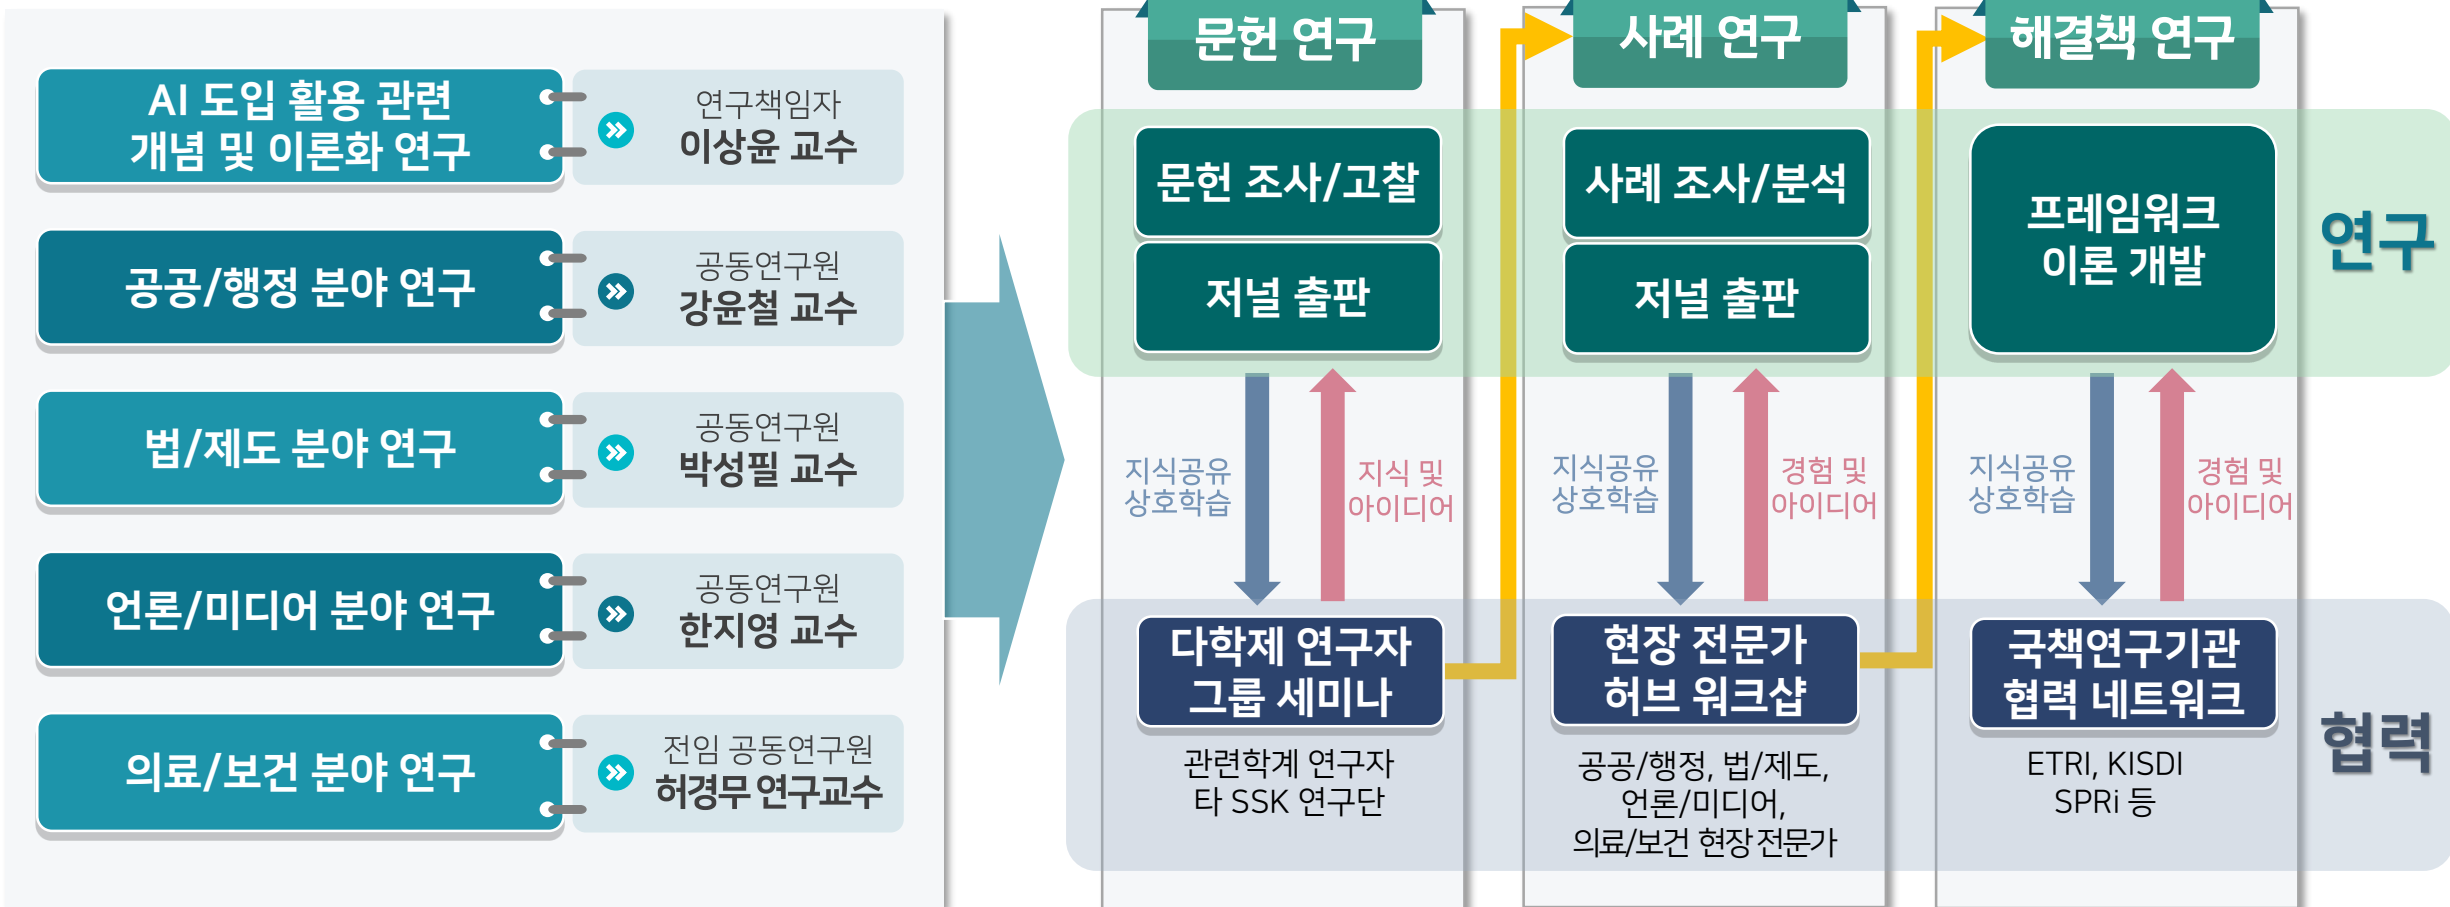 AI 도입 활용 관련
개념 및 이론화 연구
연구책임자
이상윤 교수
공공/행정 분야 연구
공동연구원
강윤철 교수
법/제도 분야 연구
공동연구원
박성필 교수
언론/미디어 분야 연구
공동연구원
한지영 교수
의료/보건 분야 연구
전임 공동연구원
허경무 연구교수
문헌 연구
문헌 조사/고찰
저널 출판
지식공유
상호학습
지식 및
아이디어
다학제 연구자
그룹 세미나
관련학계 연구자
타 SSK 연구단
사례 연구
사례 조사/분석
저널 출판
지식공유
상호학습
경험 및
아이디어
현장 전문가
허브 워크샵
공공/행정, 법/제도,
언론/미디어,
의료/보건 현장 전문가
해결책 연구
프레임워크
이론 개발
지식공유
상호학습
경험 및
아이디어
국책연구기관
협력 네트워크
ETRI, KISDI
SPRi 등
연구
협력